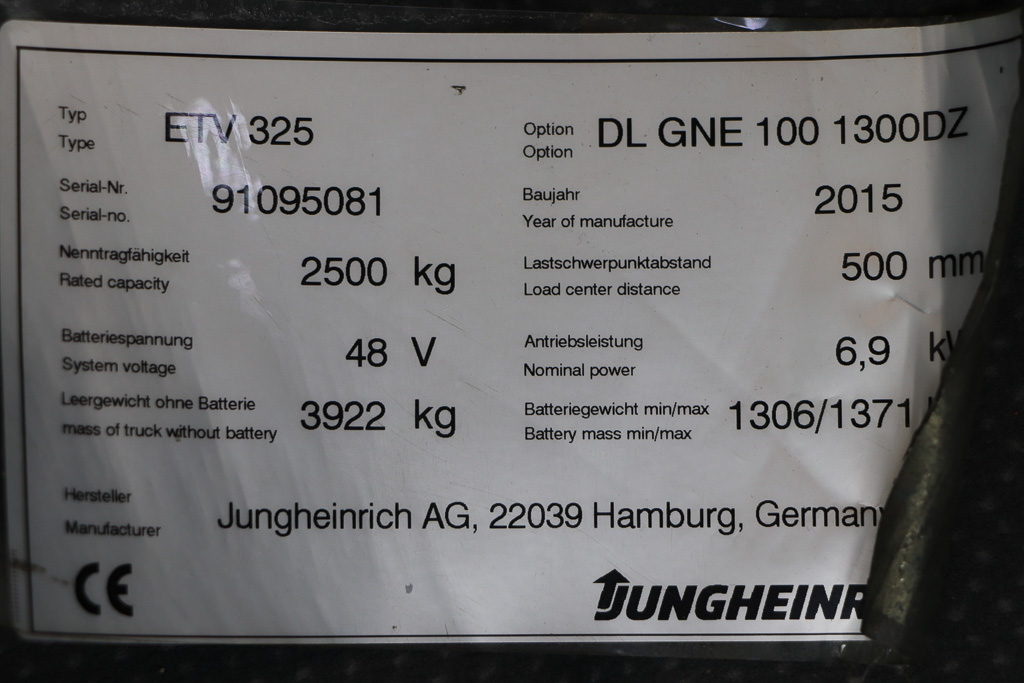 Typ
Type
ETV 325
Option
Option
DL GNE 100 1300DZ
Serial-Nr.
Serial-no.
91095081
Baujahr
Year of manufacture
2015
Nenntragfähigkeit
Rated capacity
2500 kg
Lastschwerpunktabstand
Load center distance
500 mm
Batteriespannung
System voltage
48 V
Antriebsleistung
Nominal power
6,9
Leergewicht ohne Batterie
mass of truck without battery
3922 kg
Batteriegewicht min/max
Battery mass min/max
1306/1371
Hersteller
Manufacturer
Jungheinrich AG, 22039 Hamburg, Germany
CE
JUNGHEINR